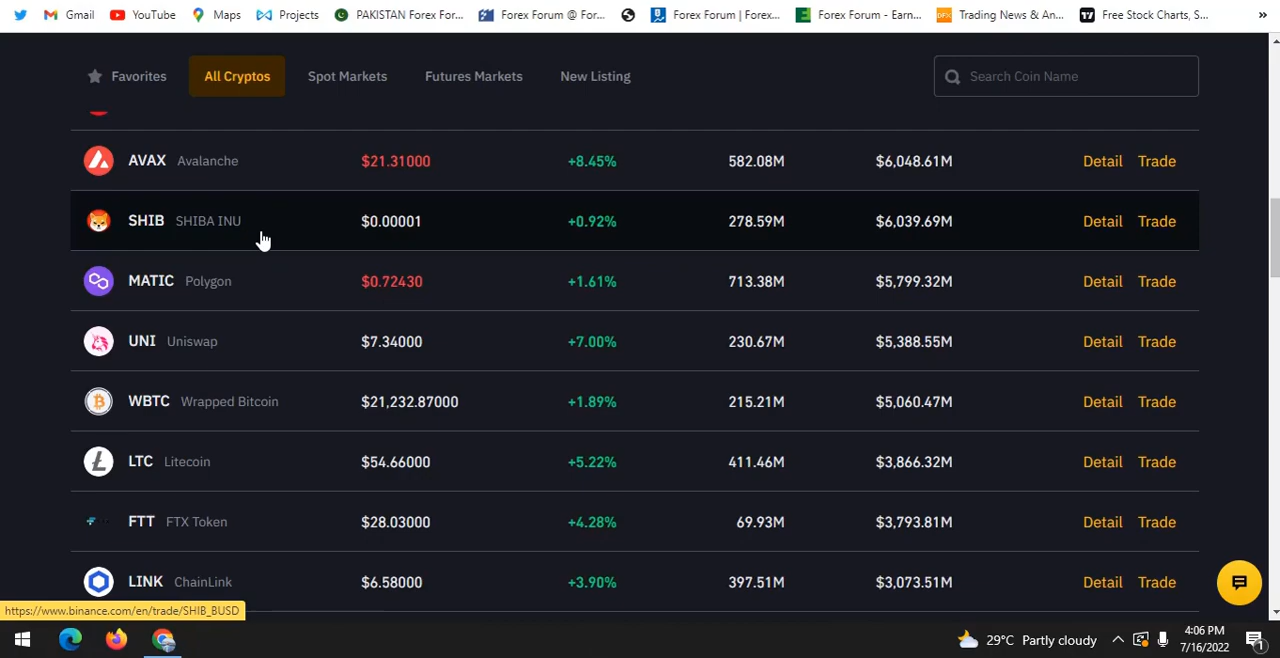 Gmail YouTube Maps Projects PAKISTAN Forex For... Forex Forum @ Fo... Forex Forum | Forex... Forex Forum - Earn... Trading News & An... Free Stock Charts, S... »
Favorites All Cryptos Spot Markets Futures Markets New Listing Search Coin Name
AVAX Avalanche $21.31000 +8.45% 582.08M $6,048.61M Detail Trade
SHIB SHIBA INU $0.00001 +0.92% 278.59M $6,039.69M Detail Trade
MATIC Polygon $0.72430 +1.61% 713.38M $5,799.32M Detail Trade
UNI Uniswap $7.34000 +7.00% 230.67M $5,388.55M Detail Trade
WBTC Wrapped Bitcoin $21,232.87000 +1.89% 215.21M $5,060.47M Detail Trade
LTC Litecoin $54.66000 +5.22% 411.46M $3,866.32M Detail Trade
FTT FTX Token $28.03000 +4.28% 69.93M $3,793.81M Detail Trade
LINK ChainLink $6.58000 +3.90% 397.51M $3,073.51M Detail Trade
https://www.binance.com/en/trade/SHIB_BUSD
29°C Partly cloudy 4:06 PM
7/16/2022 1